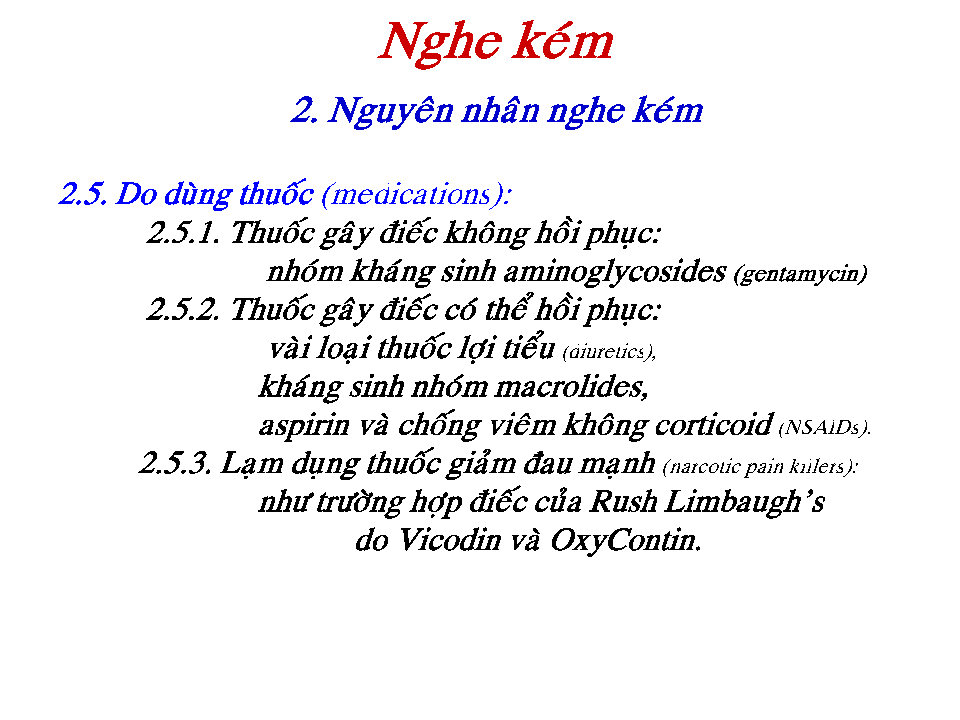 Nghe kém
2. Nguyên nhân nghe kém
2.5. Do dùng thuốc (medications):
2.5.1. Thuốc gây điếc không hồi phục:
nhóm kháng sinh aminoglycosides (gentamycin)
2.5.2. Thuốc gây điếc có thể hồi phục:
vài loại thuốc lợi tiểu (diuretics),
kháng sinh nhóm macrolides,
aspirin và chống viêm không corticoid (NSAIDs).
2.5.3. Lạm dụng thuốc giảm đau mạnh (narcotic pain killers):
như trường hợp điếc của Rush Limbaugh's
do Vicodin và OxyContin.